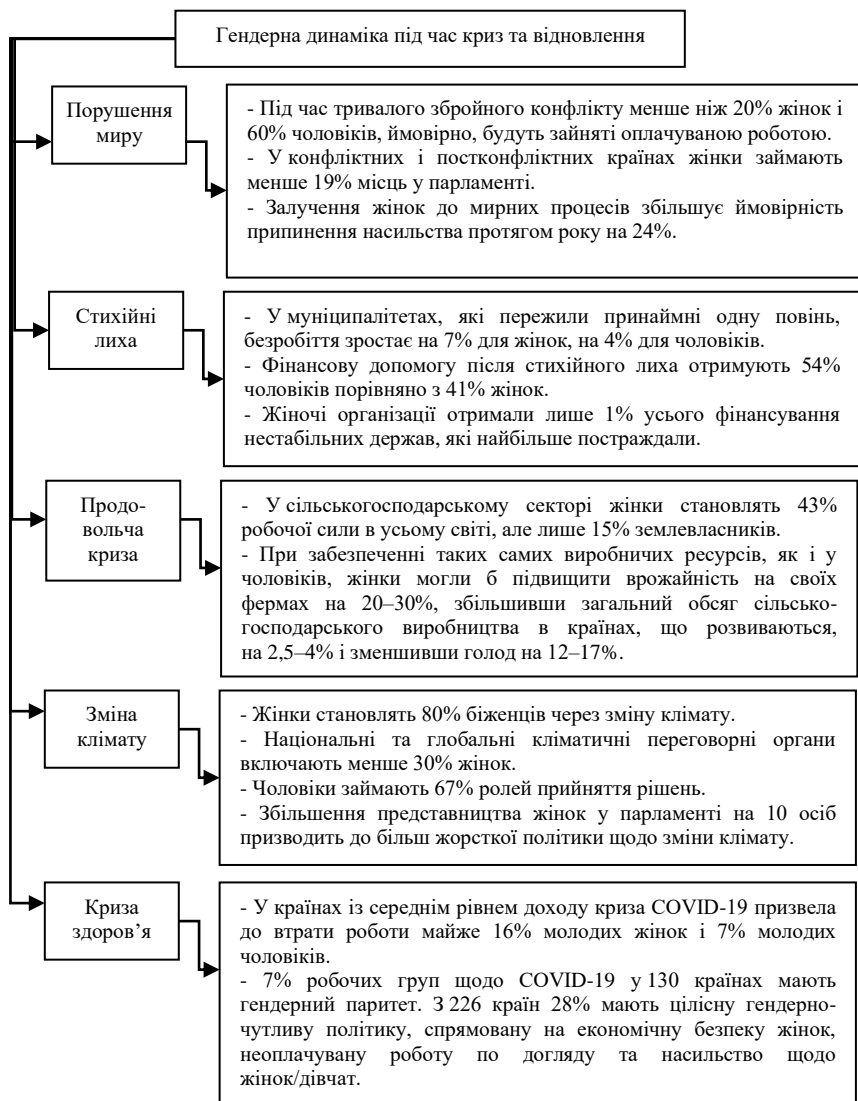 Гендерна динаміка під час криз та відновлення
Порушення
миру
- Під час тривалого збройного конфлікту менше ніж 20% жінок і
60% чоловіків, ймовірно, будуть зайняті оплачуваною роботою.
- У конфліктних і постконфліктних країнах жінки займають
менше 19% місць у парламенті.
- Залучення жінок до мирних процесів збільшує ймовірність
припинення насильства протягом року на 24%.
Стихійні
лиха
- У муніципалітетах, які пережили принаймні одну повінь,
безробіття зростає на 7% для жінок, на 4% для чоловіків.
- Фінансову допомогу після стихійного лиха отримують 54%
чоловіків порівняно з 41% жінок.
- Жіночі організації отримали лише 1% усього фінансування
нестабільних держав, які найбільше постраждали.
Продо-
вольча
криза
- У сільськогосподарському секторі жінки становлять 43%
робочої сили в усьому світі, але лише 15% землевласників.
- При забезпеченні таких самих виробничих ресурсів, як і у
чоловіків, жінки могли б підвищити врожайність на своїх
фермах на 20–30%, збільшивши загальний обсяг сільсько-
господарського виробництва в країнах, що розвиваються,
на 2,5–4% і зменшивши голод на 12–17%.
Зміна
клімату
- Жінки становлять 80% біженців через зміну клімату.
- Національні та глобальні кліматичні переговорні органи
включають менше 30% жінок.
- Чоловіки займають 67% ролей прийняття рішень.
- Збільшення представництва жінок у парламенті на 10 осіб
призводить до більш жорсткої політики щодо зміни клімату.
Криза
здоров’я
- У країнах із середнім рівнем доходу криза COVID-19 призвела
до втрати роботи майже 16% молодих жінок і 7% молодих
чоловіків.
- 7% робочих груп щодо COVID-19 у 130 країнах мають
гендерний паритет. З 226 країн 28% мають цілісну гендерно-
чутливу політику, спрямовану на економічну безпеку жінок,
неоплачувану роботу по догляду та насильство щодо
жінок/дівчат.